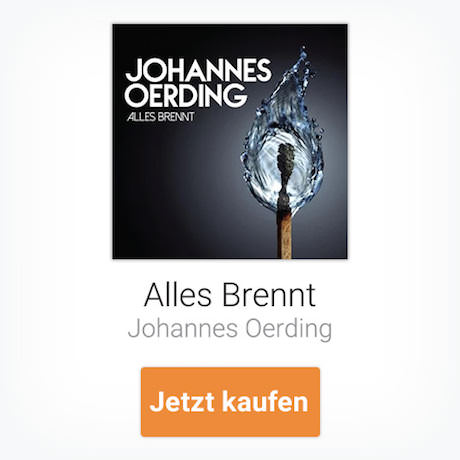 JOHANNES
OERDING
ALLES BRENNT
Alles Brennt
Johannes Oerding
Jetzt kaufen